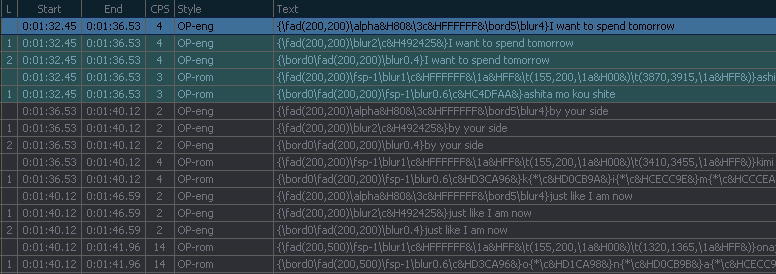 L Start End CPS Style Text
0:01:32.45 0:01:36.53 4 OP-eng {\fad(200,200)\alpha&H80&\3c&HFFFFFF&\bord5\blur4}I want to spend tomorrow
1 0:01:32.45 0:01:36.53 4 OP-eng {\fad(200,200)\blur2\c&H492425&}I want to spend tomorrow
2 0:01:32.45 0:01:36.53 4 OP-eng {\bord0\fad(200,200)\blur0.4}I want to spend tomorrow
0:01:32.45 0:01:36.53 3 OP-rom {\fad(200,200)\fsp-1\blur1\c&HFFFFFF&\1a&HFF&\t(155,200,\1a&H00&)\t(3870,3915,\1a&HFF&)}ashi
1 0:01:32.45 0:01:36.53 3 OP-rom {\bord0\fad(200,200)\fsp-1\blur0.6\c&HC4DFAA&}ashita mo kou shite
0:01:36.53 0:01:40.12 2 OP-eng {\fad(200,200)\alpha&H80&\3c&HFFFFFF&\bord5\blur4}by your side
1 0:01:36.53 0:01:40.12 2 OP-eng {\fad(200,200)\blur2\c&H492425&}by your side
2 0:01:36.53 0:01:40.12 2 OP-eng {\bord0\fad(200,200)\blur0.4}by your side
0:01:36.53 0:01:40.12 4 OP-rom {\fad(200,200)\fsp-1\blur1\c&HFFFFFF&\1a&HFF&\t(155,200,\1a&H00&)\t(3410,3455,\1a&HFF&)}kimi
1 0:01:36.53 0:01:40.12 4 OP-rom {\bord0\fad(200,200)\fsp-1\blur0.6\c&HD3CA96&}k{*\c&HD0CB9A&}i{*\c&HCECC9E&}m{*\c&HCCCEA
0:01:40.12 0:01:46.59 2 OP-eng {\fad(200,200)\alpha&H80&\3c&HFFFFFF&\bord5\blur4}just like I am now
1 0:01:40.12 0:01:46.59 2 OP-eng {\fad(200,200)\blur2\c&H492425&}just like I am now
2 0:01:40.12 0:01:46.59 2 OP-eng {\bord0\fad(200,200)\blur0.4}just like I am now
0:01:40.12 0:01:41.96 14 OP-rom {\fad(200,500)\fsp-1\blur1\c&HFFFFFF&\1a&HFF&\t(155,200,\1a&H00&)\t(1320,1365,\1a&HFF&)}ona
1 0:01:40.12 0:01:41.96 14 OP-rom {\bord0\fad(200,500)\fsp-1\blur0.6\c&HD3CA96&}o{*\c&HD1CA98&}n{*\c&HD0CB9B&}a{*\c&HCECC9